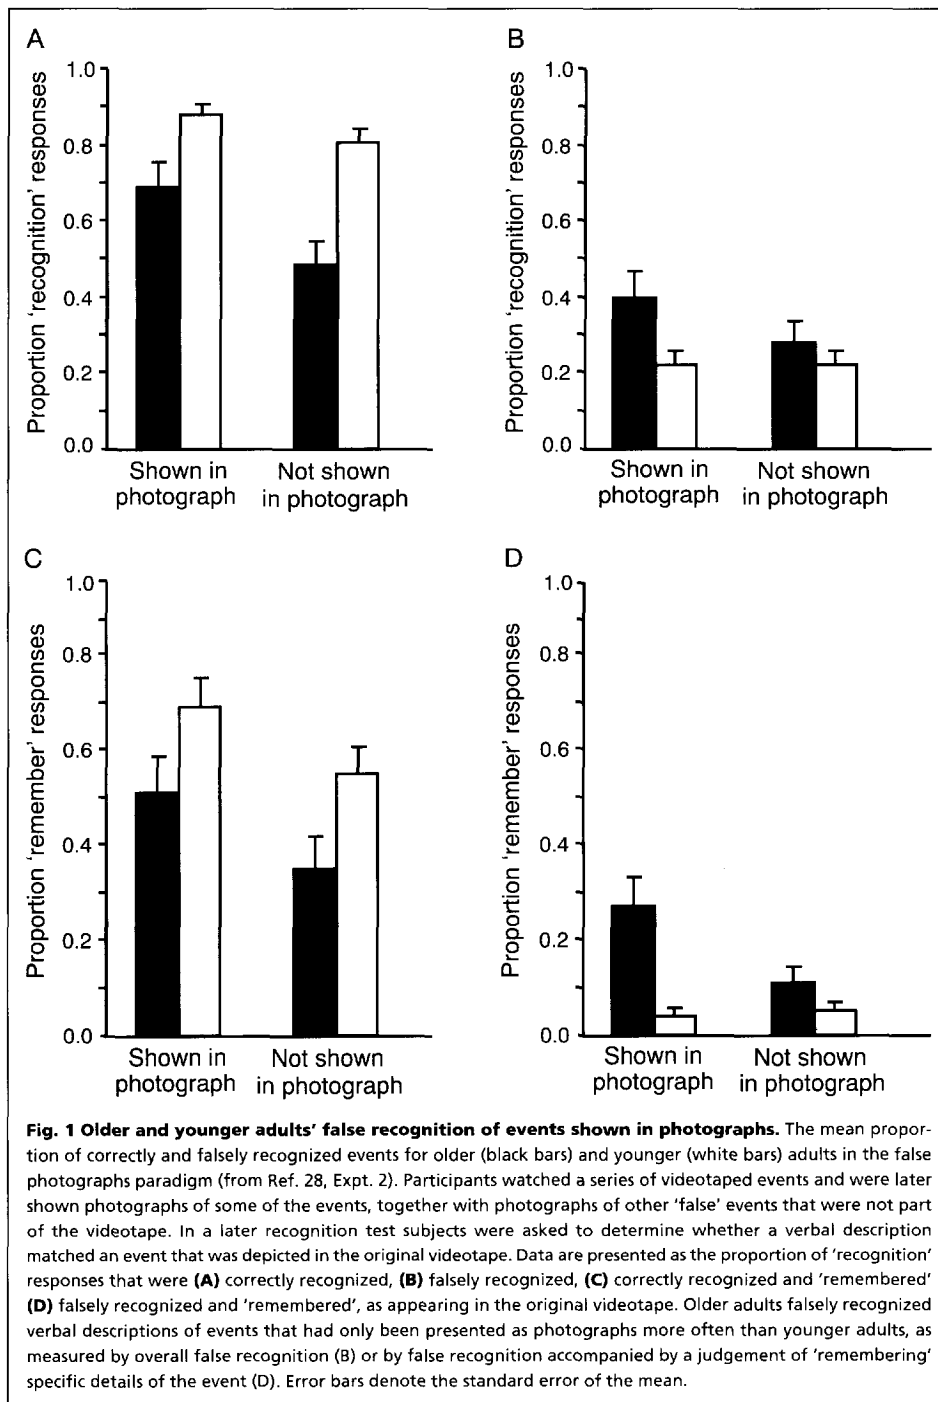 A
Proportion 'recognition' responses
1.0
0.8
0.6
0.4
0.2
0.0
Shown in
photograph
Not shown
in photograph
B
Proportion 'recognition' responses
1.0
0.8
0.6
0.4
0.2
0.0
Shown in
photograph
Not shown
in photograph
C
Proportion 'remember' responses
1.0
0.8
0.6
0.4
0.2
0.0
Shown in
photograph
Not shown
in photograph
D
Proportion 'remember' responses
1.0
0.8
0.6
0.4
0.2
0.0
Shown in
photograph
Not shown
in photograph
Fig. 1 Older and younger adults' false recognition of events shown in photographs. The mean propor-
tion of correctly and falsely recognized events for older (black bars) and younger (white bars) adults in the false
photographs paradigm (from Ref. 28, Expt. 2). Participants watched a series of videotaped events and were later
shown photographs of some of the events, together with photographs of other 'false' events that were not part
of the videotape. In a later recognition test subjects were asked to determine whether a verbal description
matched an event that was depicted in the original videotape. Data are presented as the proportion of 'recognition'
responses that were (A) correctly recognized, (B) falsely recognized, (C) correctly recognized and 'remembered'
(D) falsely recognized and 'remembered', as appearing in the original videotape. Older adults falsely recognized
verbal descriptions of events that had only been presented as photographs more often than younger adults, as
measured by overall false recognition (B) or by false recognition accompanied by a judgement of 'remembering'
specific details of the event (D). Error bars denote the standard error of the mean.